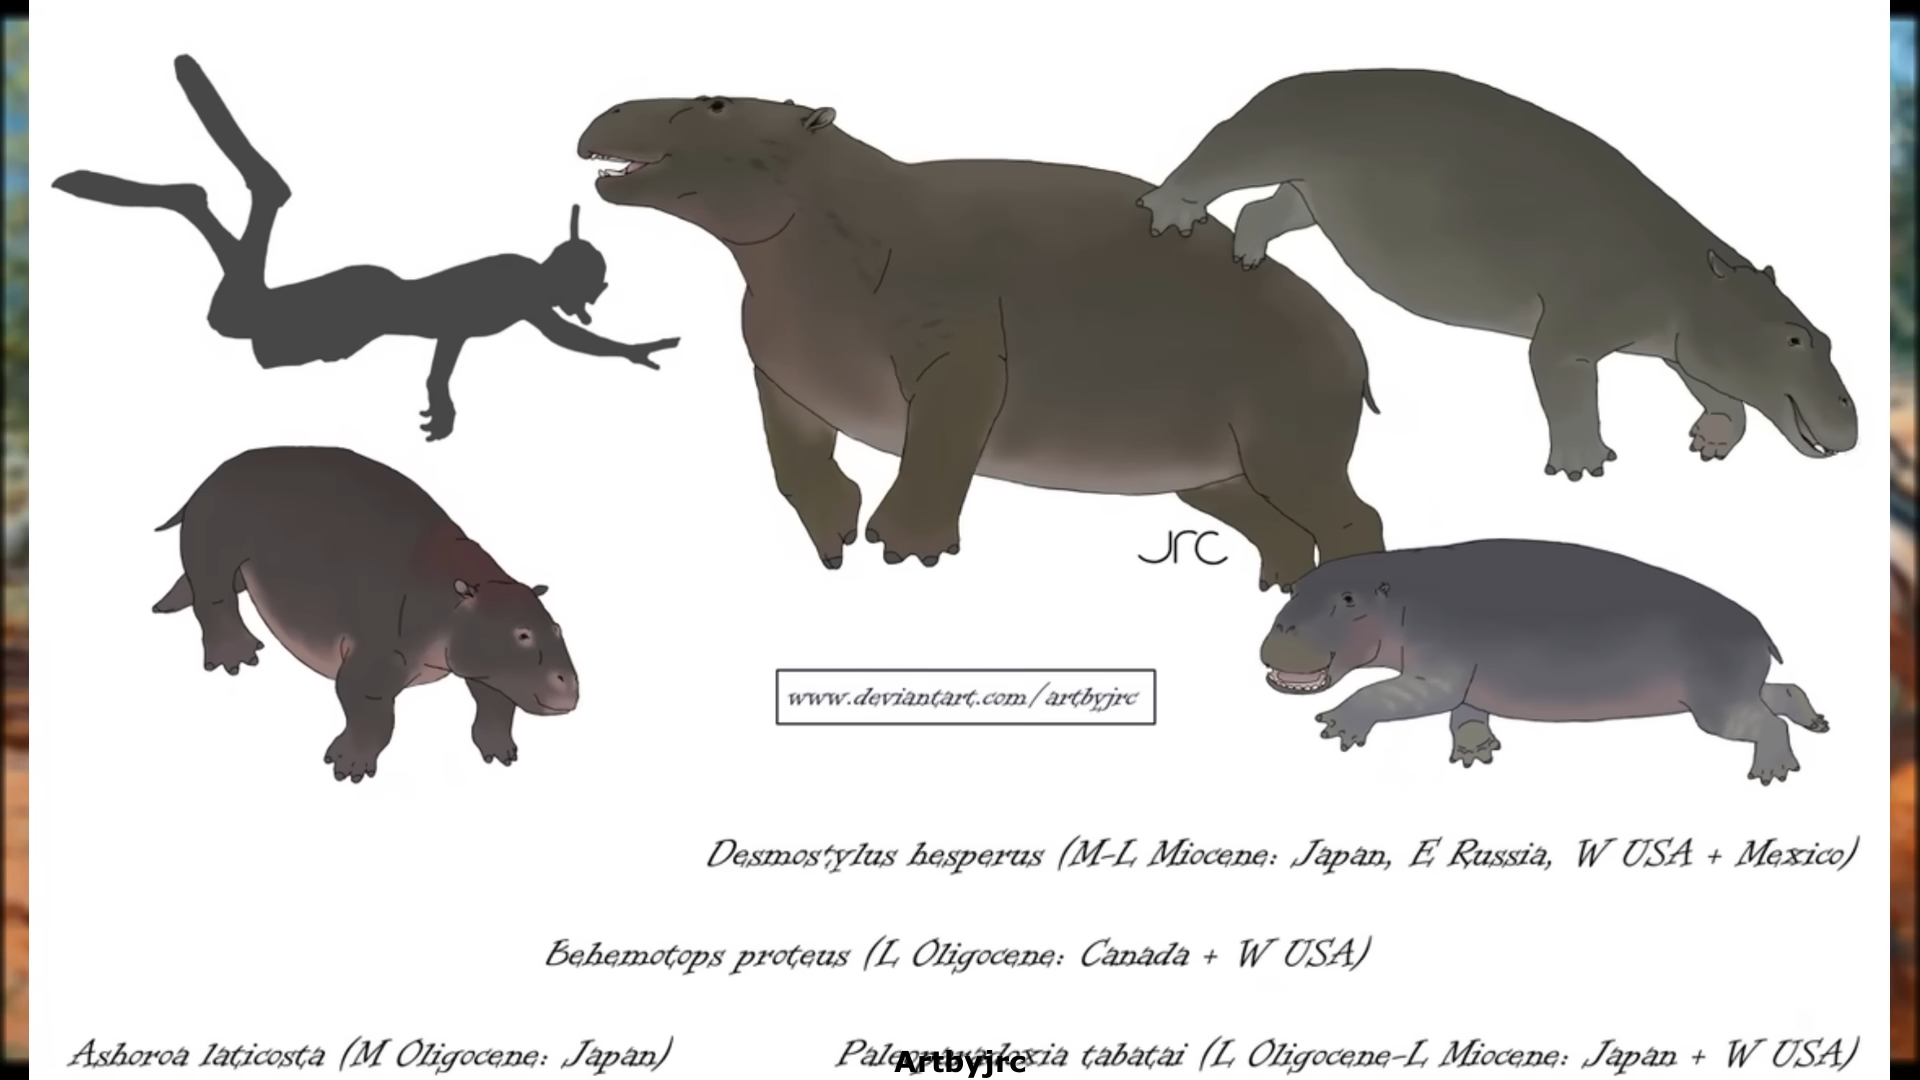 JRC
www.deviantart.com/artbyjrc
Desmostylus hesperus (M-L Miocene: Japan, E Russia, W USA + Mexico)
Behemotops proteus (L Oligocene: Canada + W USA)
Ashoroa laticosta (M Oligocene: Japan)
tabatai (L Oligocene-L Miocene: Japan + W USA)
Artbyjrc